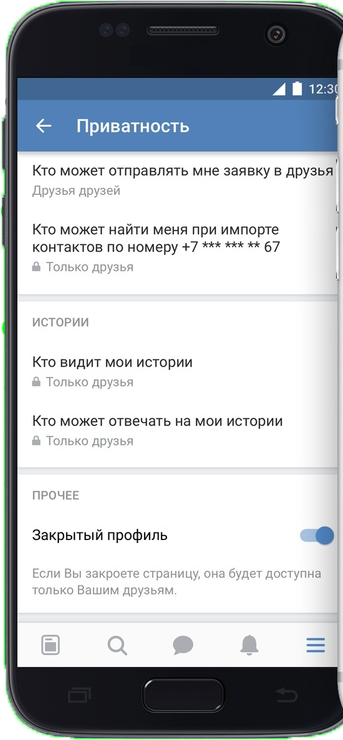 12:30
Приватность
Кто может отправлять мне заявку в друзья
Друзья друзей
Кто может найти меня при импорте
контактов по номеру +7 *** *** ** 67
Только друзья
ИСТОРИИ
Кто видит мои истории
Только друзья
Кто может отвечать на мои истории
Только друзья
ПРОЧЕЕ
Закрытый профиль
Если Вы закроете страницу, она будет доступна
только Вашим друзьям.